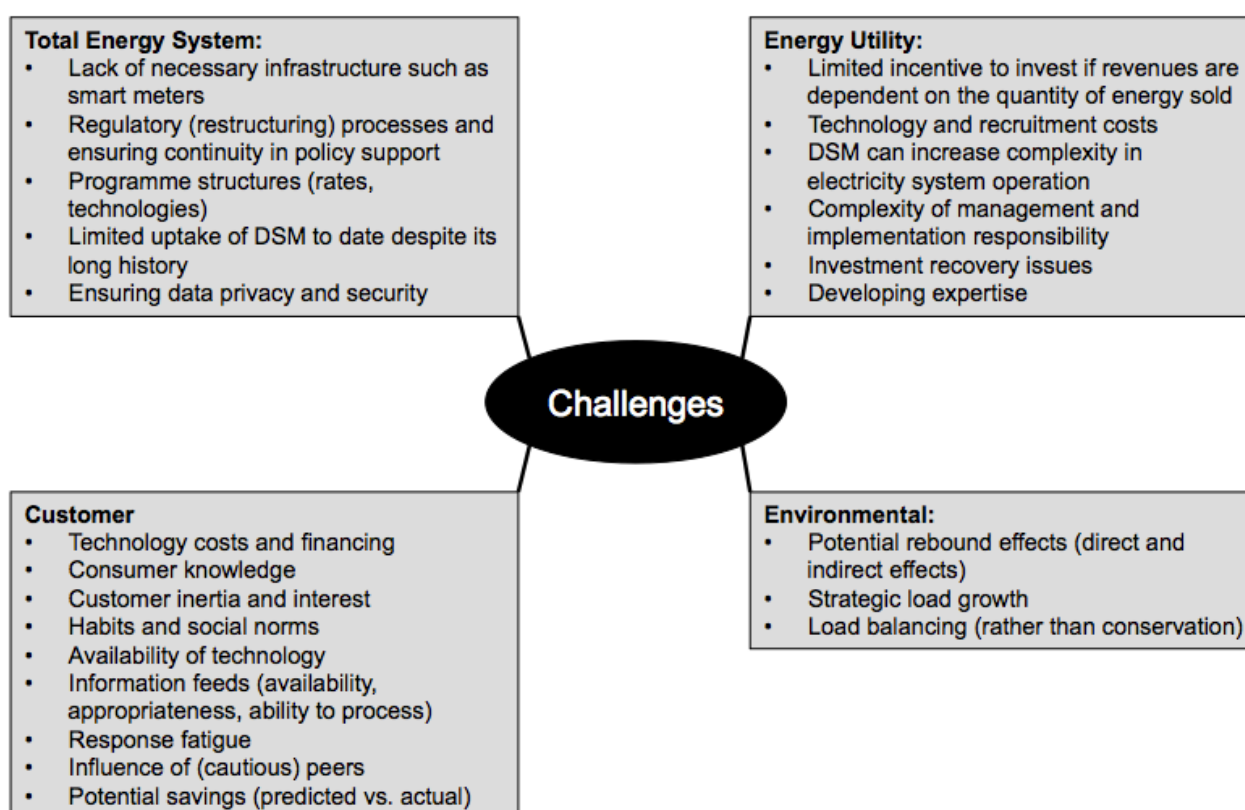 Total Energy System:
• Lack of necessary infrastructure such as
smart meters
• Regulatory (restructuring) processes and
ensuring continuity in policy support
• Programme structures (rates,
technologies)
• Limited uptake of DSM to date despite its
long history
• Ensuring data privacy and security
Energy Utility:
• Limited incentive to invest if revenues are
dependent on the quantity of energy sold
• Technology and recruitment costs
• DSM can increase complexity in
electricity system operation
• Complexity of management and
implementation responsibility
• Investment recovery issues
• Developing expertise
Challenges
Customer
• Technology costs and financing
• Consumer knowledge
• Customer inertia and interest
• Habits and social norms
• Availability of technology
• Information feeds (availability,
appropriateness, ability to process)
• Response fatigue
• Influence of (cautious) peers
• Potential savings (predicted vs. actual)
Environmental:
• Potential rebound effects (direct and
indirect effects)
• Strategic load growth
• Load balancing (rather than conservation)